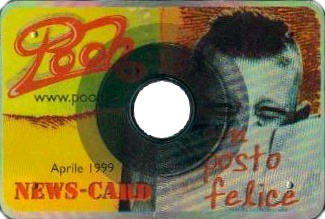 Pooh
www.pooh
Aprile 1999
NEWS-CARD
un posto
felice